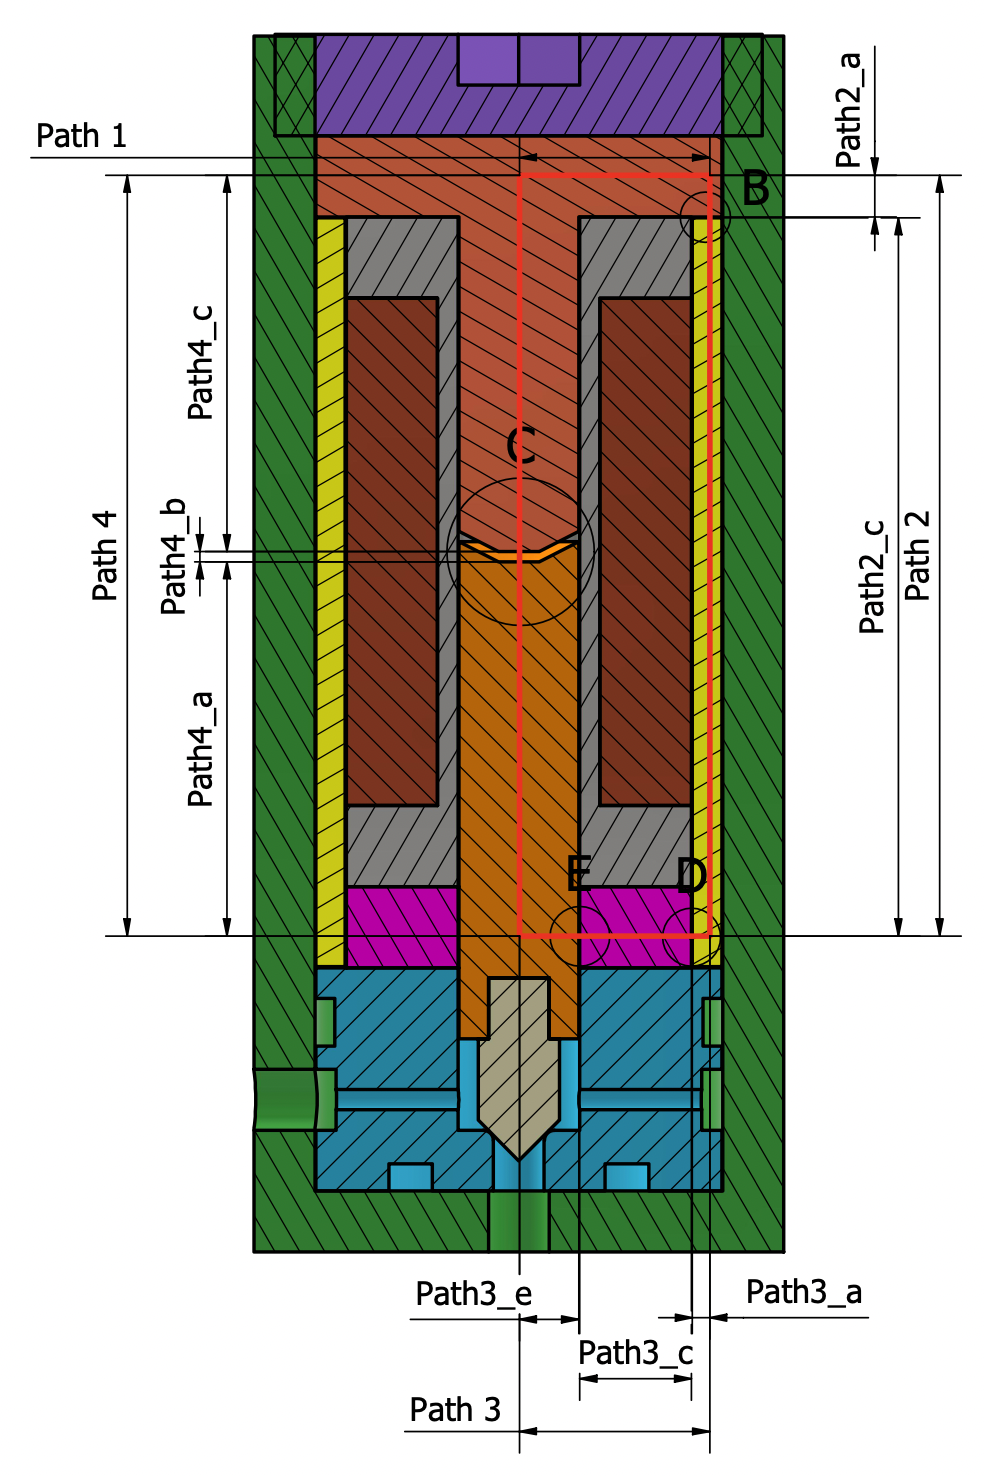 Path2_a
Path 1
B
Path4_c
C
Path4_b
Path 4
Path2_c
Path 2
Path4_a
E
D
Path3_e
Path3_a
Path3_c
Path 3